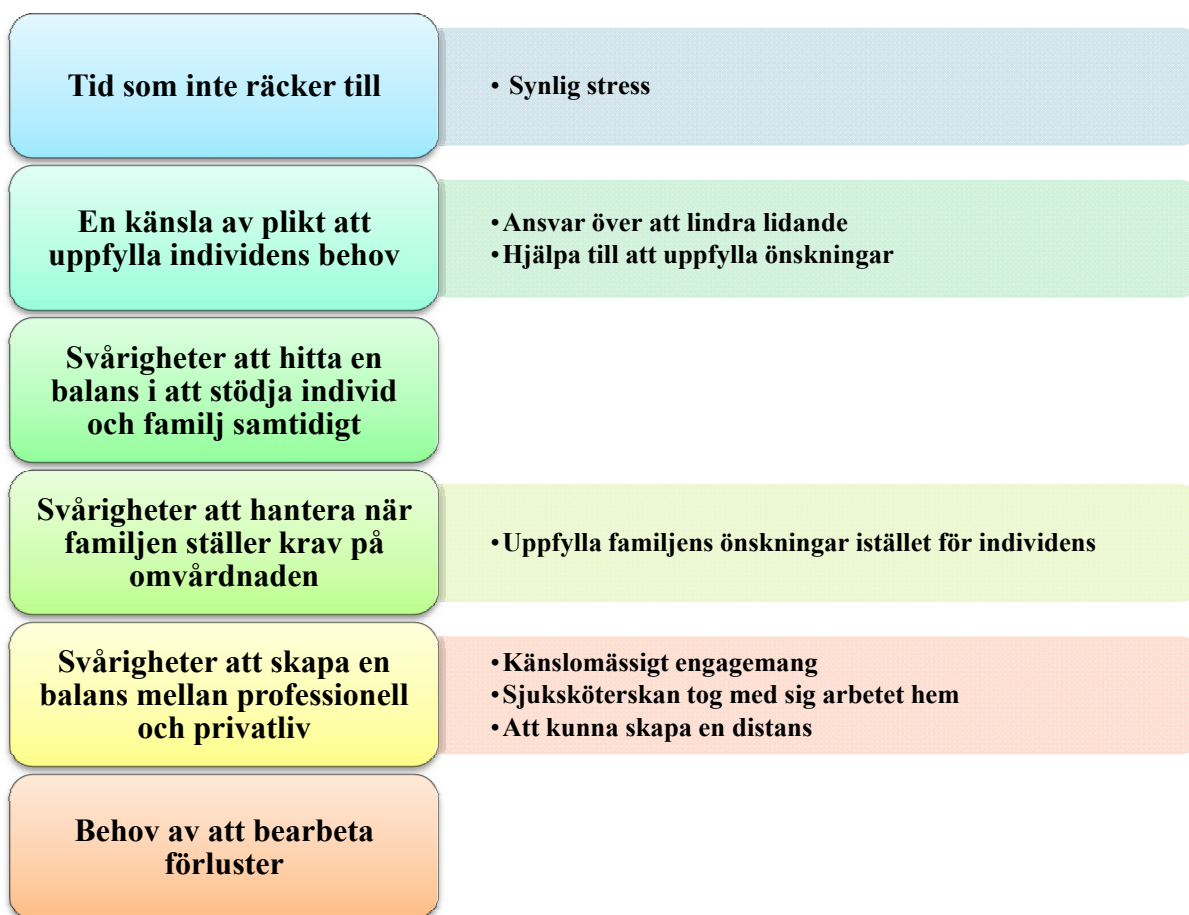 Tid som inte räcker till
• Synlig stress
En känsla av plikt att
uppfylla individens behov
• Ansvar över att lindra lidande
• Hjälpa till att uppfylla önskningar
Svårigheter att hitta en
balans i att stödja individ
och familj samtidigt
Svårigheter att hantera när
familjen ställer krav på
omvårdnaden
• Uppfylla familjens önskningar istället för individens
Svårigheter att skapa en
balans mellan professionell
och privatliv
• Känslomässigt engagemang
• Sjuksköterskan tog med sig arbetet hem
• Att kunna skapa en distans
Behov av att bearbeta
förluster